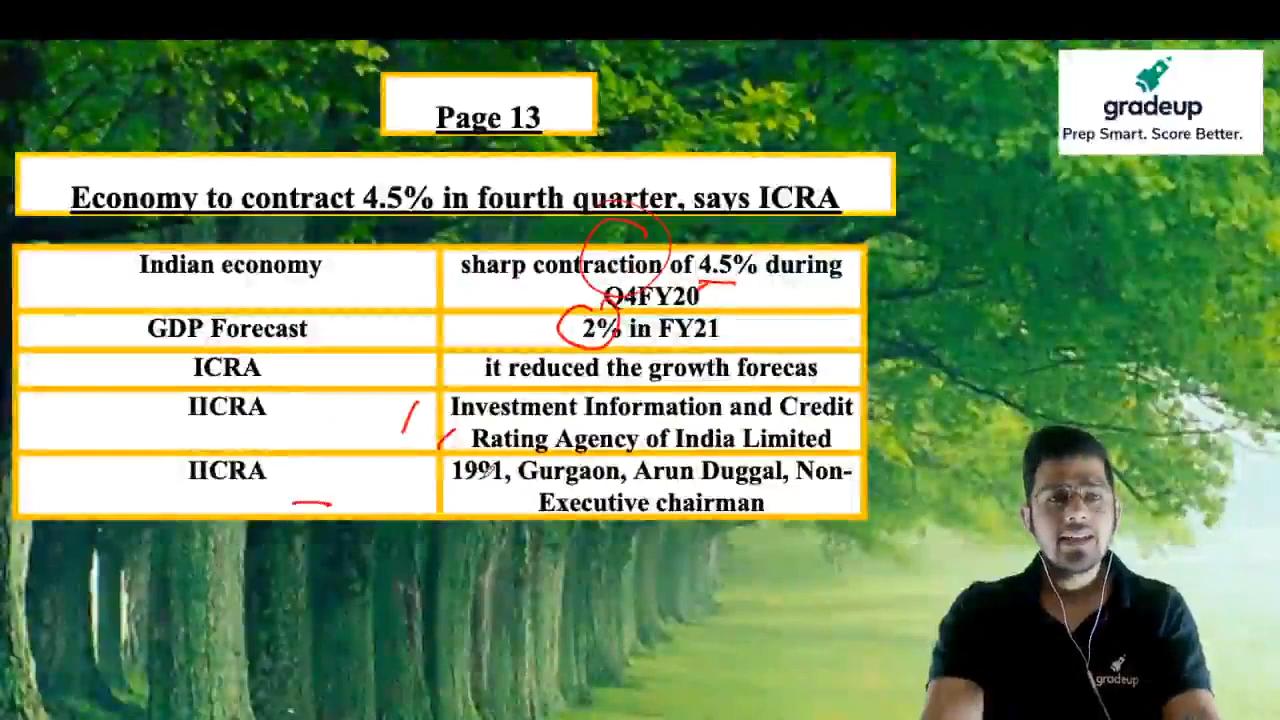 gradeup
Prep Smart. Score Better.
Page 13
Economy to contract 4.5% in fourth quarter, says ICRA
Indian economy
sharp contraction of 4.5% during
Q4FY20
GDP Forecast
2% in FY21
ICRA
it reduced the growth forecas
IICRA
Investment Information and Credit
Rating Agency of India Limited
IICRA
1991, Gurgaon, Arun Duggal, Non-
Executive chairman
gradeup